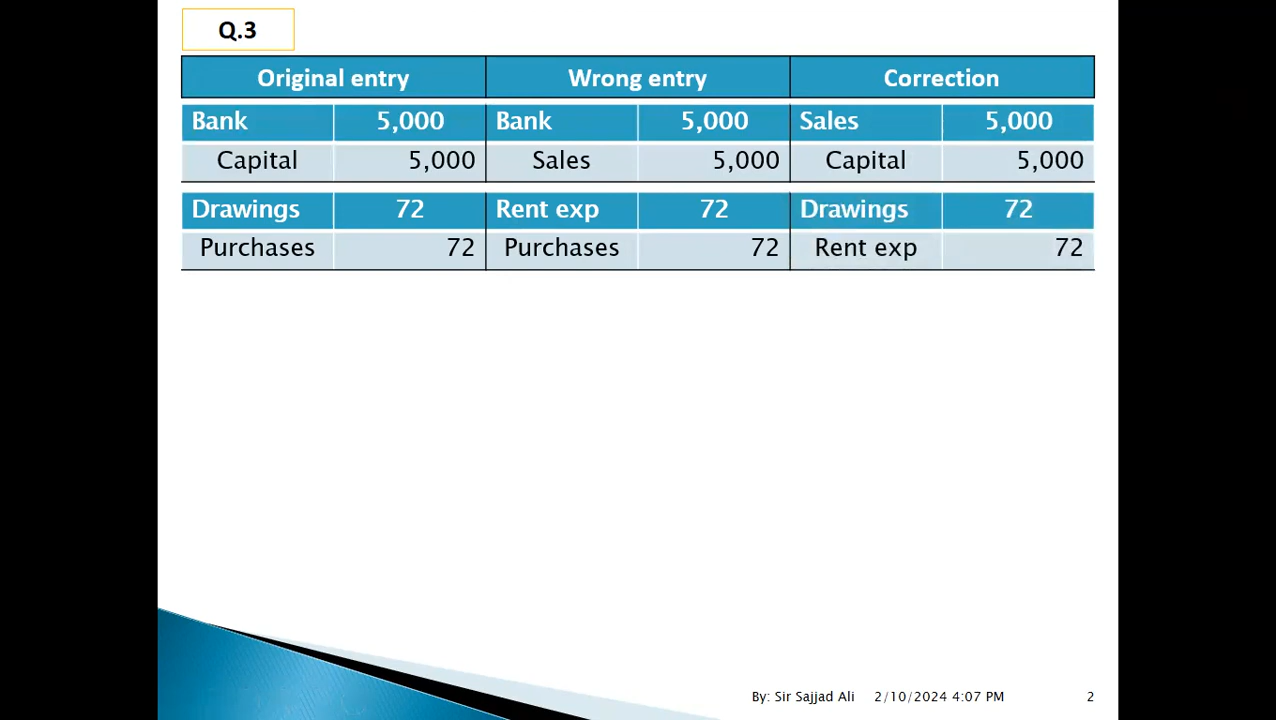 Q.3
Original entry Wrong entry Correction
Bank 5,000 Bank 5,000 Sales 5,000
Capital 5,000 Sales 5,000 Capital 5,000
Drawings 72 Rent exp 72 Drawings 72
Purchases 72 Purchases 72 Rent exp 72
By: Sir Sajjad Ali 2/10/2024 4:07 PM 2